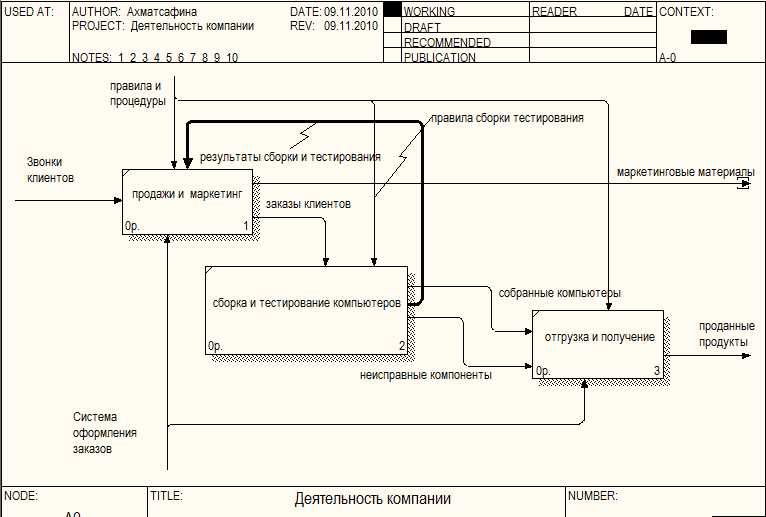 USED AT:
AUTHOR: Ахматсафина
DATE: 09.11.2010
PROJECT: Деятельность компании
REV: 09.11.2010
NOTES: 1 2 3 4 5 6 7 8 9 10
WORKING
DRAFT
RECOMMENDED
PUBLICATION
READER DATE
CONTEXT:
A-0
правила и
процедуры
правила сборки тестирования
результаты сборки и тестирования
Звонки
клиентов
маркетинговые материалы
продажи и маркетинг
0р. 1
заказы клиентов
сборка и тестирование компьютеров
0р. 2
собранные компьютеры
отгрузка и получение
0р. 3
проданные
продукты
неисправные компоненты
Система
оформления
заказов
NODE:
A0
TITLE:
Деятельность компании
NUMBER: